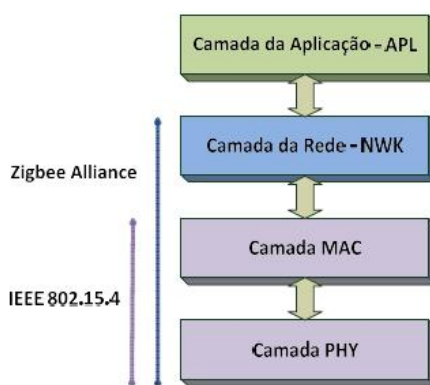 Camada da Aplicação - APL
Camada da Rede - NWK
Zigbee Alliance
Camada MAC
IEEE 802.15.4
Camada PHY